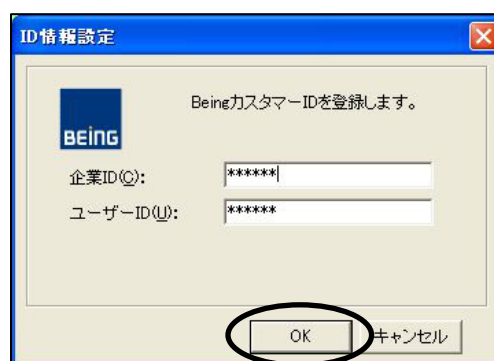 ID情報設定
BeingカスタマーIDを登録します。
BEING
企業ID(C):
******
ユーザーID(U):
******
OK
キャンセル